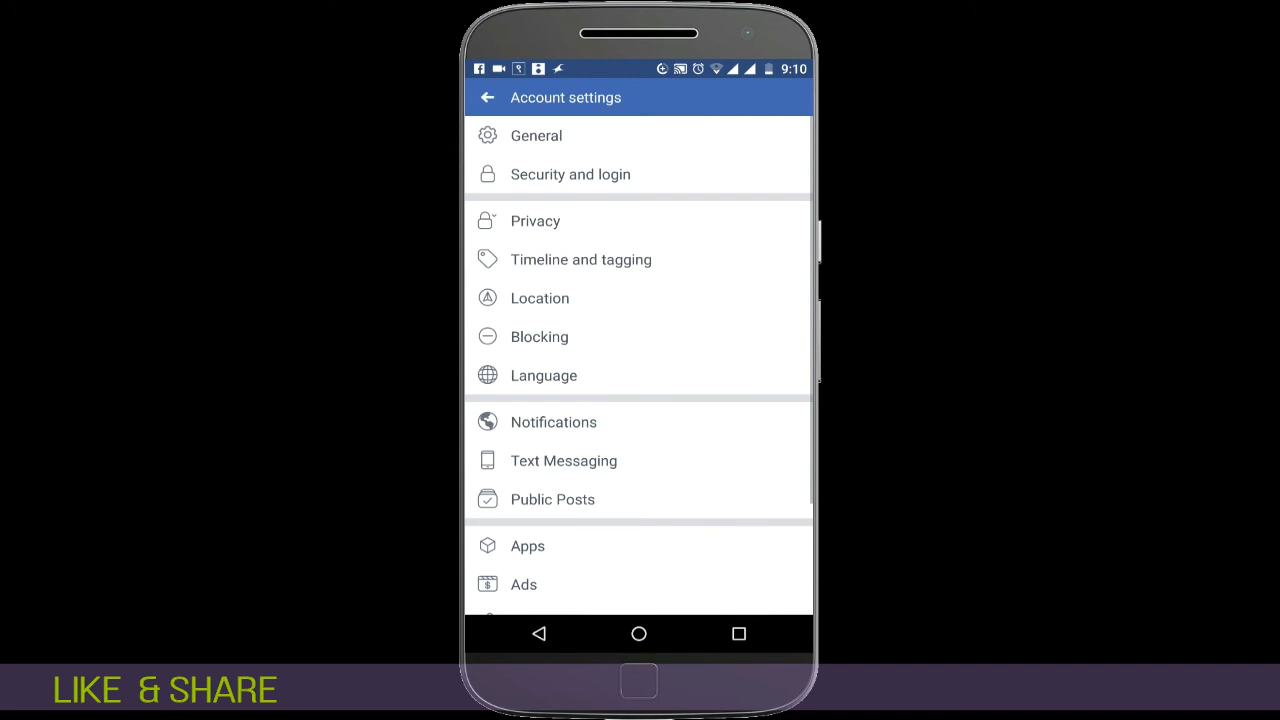 9:10
Account settings
General
Security and login
Privacy
Timeline and tagging
Location
Blocking
Language
Notifications
Text Messaging
Public Posts
Apps
Ads
LIKE & SHARE